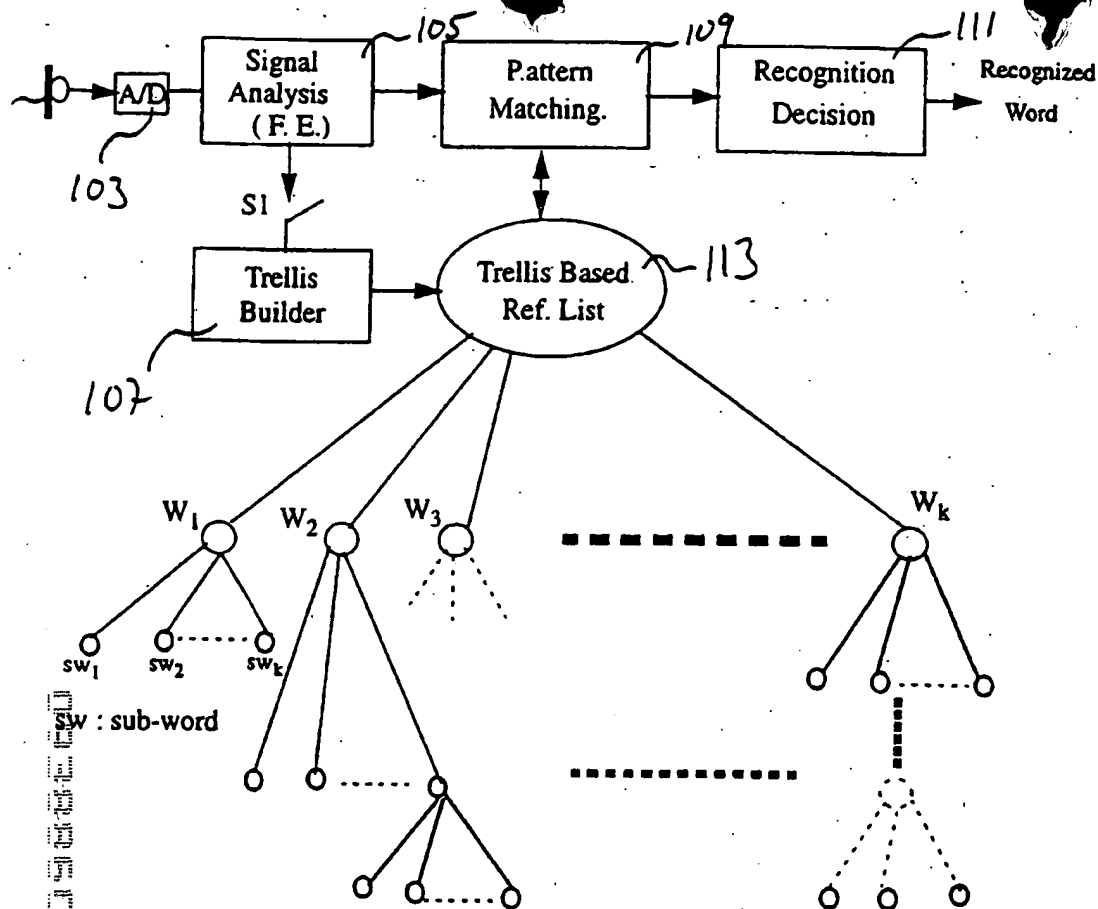 105
109
111
A/D
Signal
Analysis
( F. E.)
Pattern
Matching.
Recognition
Decision
Recognized
Word
103
S1
Trellis
Builder
Trellis Based
Ref. List
113
107
W1
W2
W3
Wk
sw1
sw2
swk
sw : sub-word